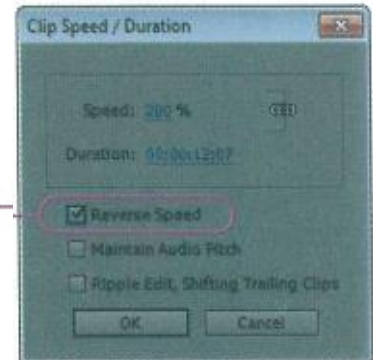 Clip Speed / Duration
Speed: 200 %
Duration: 00:00:12:07
Reverse Speed
Maintain Audio Pitch
Ripple Edit, Shifting Trailing Clips
OK
Cancel